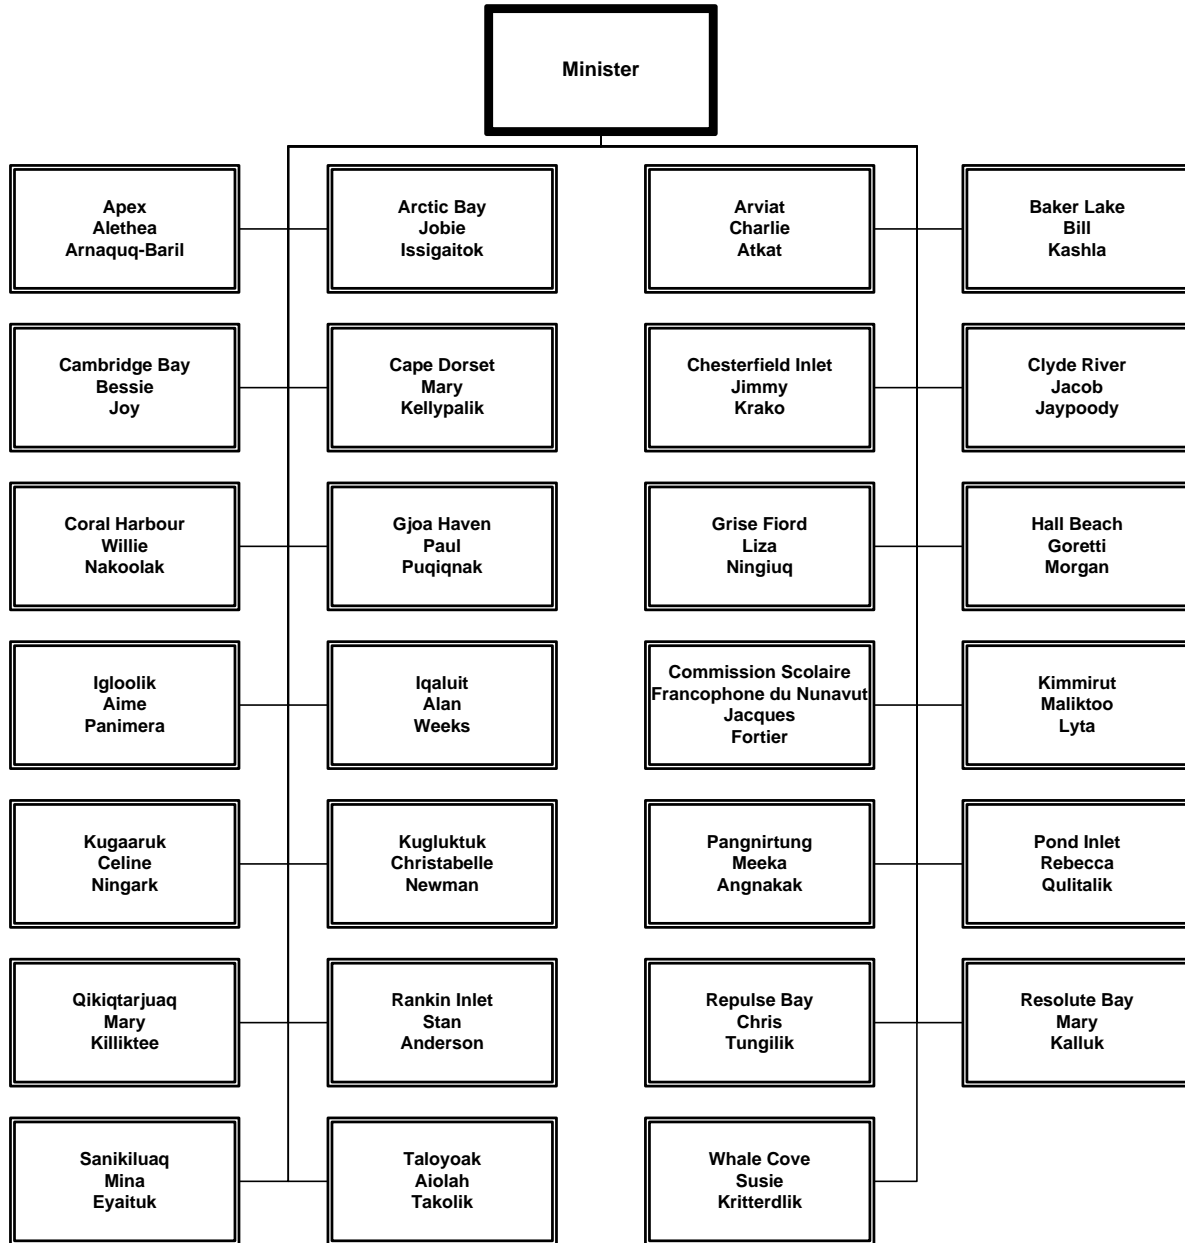 Minister
Apex
Alethea
Arnaquq-Baril
Arctic Bay
Jobie
Issigaitok
Arviat
Charlie
Atkat
Baker Lake
Bill
Kashla
Cambridge Bay
Bessie
Joy
Cape Dorset
Mary
Kellypalik
Chesterfield Inlet
Jimmy
Krako
Clyde River
Jacob
Jaypoody
Coral Harbour
Willie
Nakoolak
Gjoa Haven
Paul
Puqiqnak
Grise Fiord
Liza
Ningiuq
Hall Beach
Goretti
Morgan
Igloolik
Aime
Panimera
Iqaluit
Alan
Weeks
Commission Scolaire
Francophone du Nunavut
Jacques
Fortier
Kimmirut
Maliktoo
Lyta
Kugaaruk
Celine
Ningark
Kugluktuk
Christabelle
Newman
Pangnirtung
Meeka
Angnakak
Pond Inlet
Rebecca
Qulitalik
Qikiqtarjuaq
Mary
Killiktee
Rankin Inlet
Stan
Anderson
Repulse Bay
Chris
Tungilik
Resolute Bay
Mary
Kalluk
Sanikiluaq
Mina
Eyaituk
Taloyoak
Aiolah
Takolik
Whale Cove
Susie
Kritterdlik